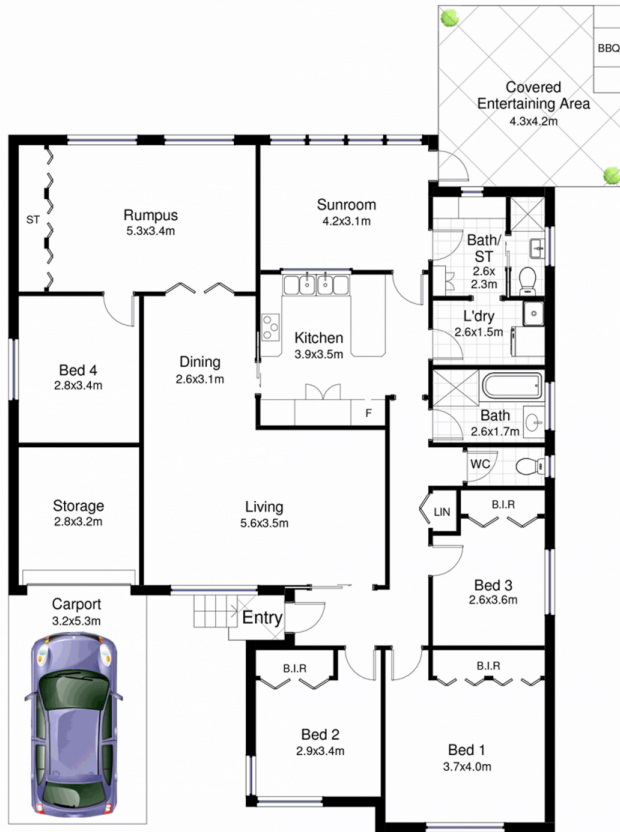 BBQ
Covered
Entertaining Area
4.3x4.2m
ST
Rumpus
5.3x3.4m
Sunroom
4.2x3.1m
Bath/
ST
2.6x
2.3m
L'dry
2.6x1.5m
Kitchen
3.9x3.5m
F
Dining
2.6x3.1m
Bed 4
2.8x3.4m
Bath
2.6x1.7m
WC
Storage
2.8x3.2m
Living
5.6x3.5m
LIN
B.I.R
Bed 3
2.6x3.6m
Carport
3.2x5.3m
Entry
B.I.R
Bed 2
2.9x3.4m
B.I.R
Bed 1
3.7x4.0m